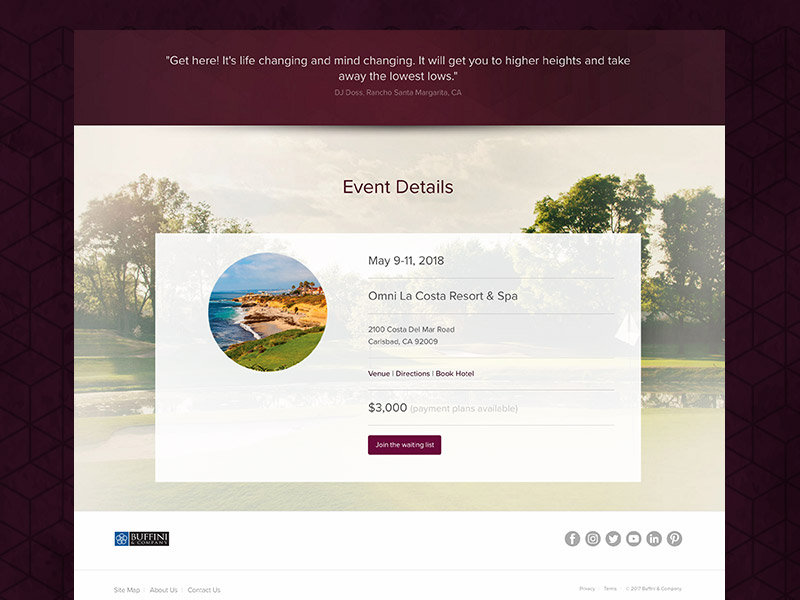 "Get here! It's life changing and mind changing. It will get you to higher heights and take
away the lowest lows."
DJ Doss. Rancho Santa Margarita, CA
Event Details
May 9-11, 2018
Omni La Costa Resort & Spa
2100 Costa Del Mar Road
Carlsbad, CA 92009
Venue | Directions | Book Hotel
$3,000 (payment plans available)
Join the waiting list
BUFFINI
& COMPANY
Site Map | About Us | Contact Us
Privacy | Terms | © 2017 Buffini & Company.